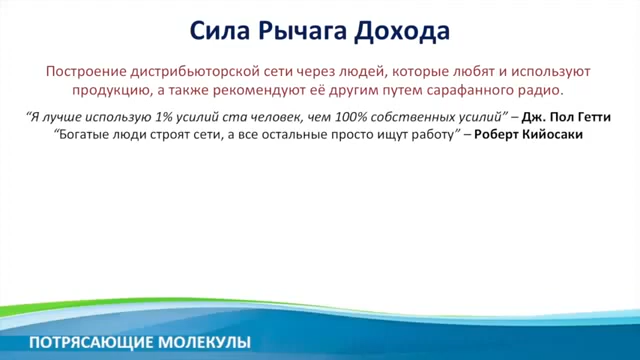 Сила Рычага Дохода
Построение дистрибьюторской сети через людей, которые любят и используют
продукцию, а также рекомендуют её другим путем сарафанного радио.
“Я лучше использую 1% усилий ста человек, чем 100% собственных усилий” – Дж. Пол Гетти
“Богатые люди строят сети, а все остальные просто ищут работу” – Роберт Кийосаки
ПОТРЯСАЮЩИЕ МОЛЕКУЛЫ